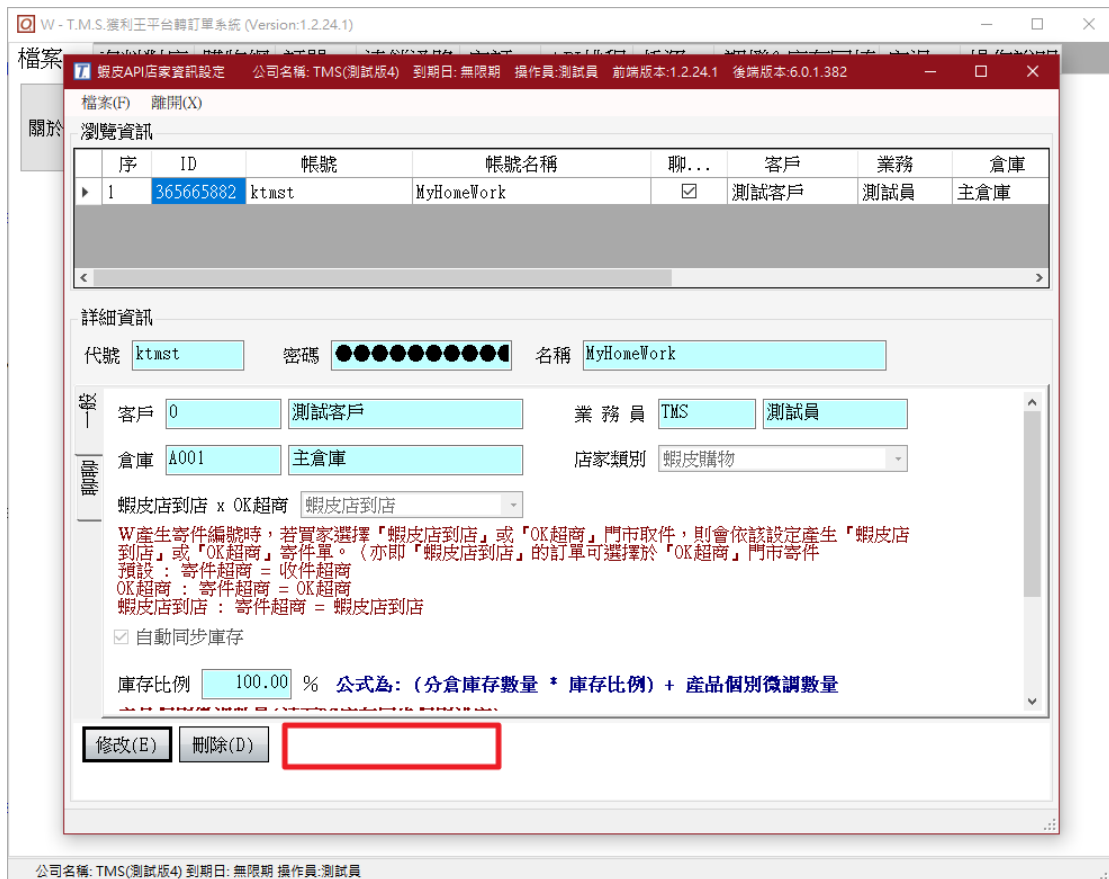 W - T.M.S.獲利王平台轉訂單系統 (Version:1.2.24.1)
檔案
蝦皮API店家資訊設定 公司名稱: TMS(測試版4) 到期日: 無限期 操作員:測試員 前端版本:1.2.24.1 後端版本:6.0.1.382
檔案(F) 離開(X)
關於
瀏覽資訊
序 ID 帳號 帳號名稱 聊... 客戶 業務 倉庫
1 365665882 ktmst MyHomeWork 測試客戶 測試員 主倉庫
詳細資訊
代號 ktmst 密碼 ●●●●●●●●●● 名稱 MyHomeWork
一般
聊聊
客戶 0 測試客戶 業 務 員 TMS 測試員
倉庫 A001 主倉庫 店家類別 蝦皮購物
蝦皮店到店 x OK超商 蝦皮店到店
W產生寄件編號時，若買家選擇「蝦皮店到店」或「OK超商」門市取件，則會依該設定產生「蝦皮店
到店」或「OK超商」寄件單。（亦即「蝦皮店到店」的訂單可選擇於「OK超商」門市寄件
預設 : 寄件超商 = 收件超商
OK超商 : 寄件超商 = OK超商
蝦皮店到店 : 寄件超商 = 蝦皮店到店
自動同步庫存
庫存比例 100.00 % 公式為: (分倉庫存數量 * 庫存比例) + 產品個別微調數量
修改(E) 刪除(D)
公司名稱: TMS(測試版4) 到期日: 無限期 操作員:測試員